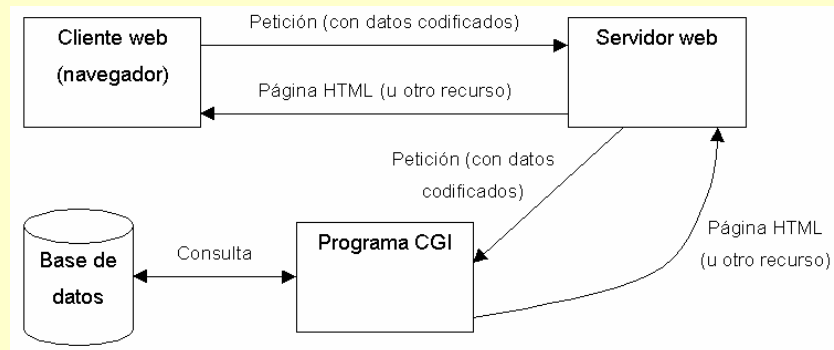 Cliente web
(navegador)
Petición (con datos codificados)
Servidor web
Página HTML (u otro recurso)
Petición (con datos
codificados)
Página HTML
(u otro recurso)
Programa CGI
Consulta
Base de
datos